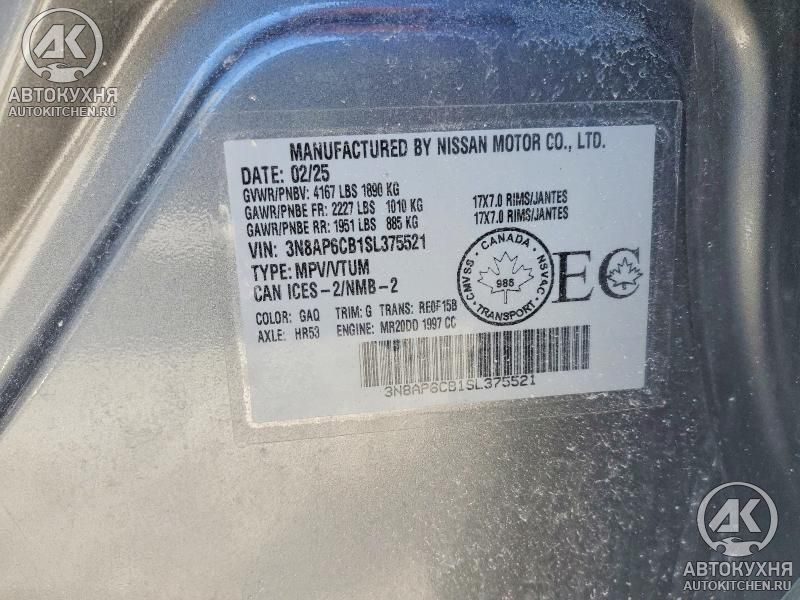 АВТОКУХНЯ
AUTOKITCHEN.RU
MANUFACTURED BY NISSAN MOTOR CO., LTD.
DATE: 02/25
GVWR/PNBV: 4167 LBS 1890 KG
GAWR/PNBE FR: 2227 LBS 1010 KG 17X7.0 RIMS/JANTES
GAWR/PNBE RR: 1951 LBS 885 KG 17X7.0 RIMS/JANTES
VIN: 3N8AP6CB1SL375521
TYPE: MPV/VTUM
CAN ICES-2/NMB-2
CANADA
CMVSS NSVAC
986
TRANSPORT
EC
COLOR: GAQ TRIM: G TRANS: RE0F15B
AXLE: HR53 ENGINE: MR20DD 1997 CC
3N8AP6CB1SL375521
АВТОКУХНЯ
AUTOKITCHEN.RU